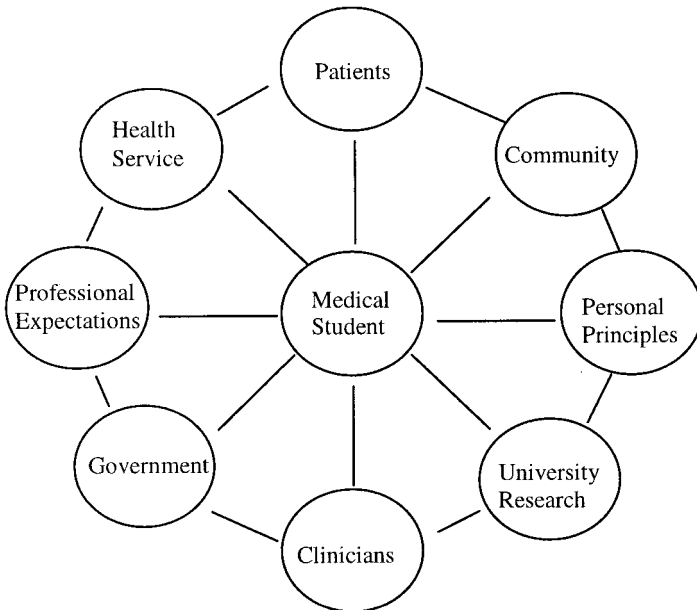 Patients
Health
Service
Community
Professional
Expectations
Medical
Student
Personal
Principles
Government
University
Research
Clinicians